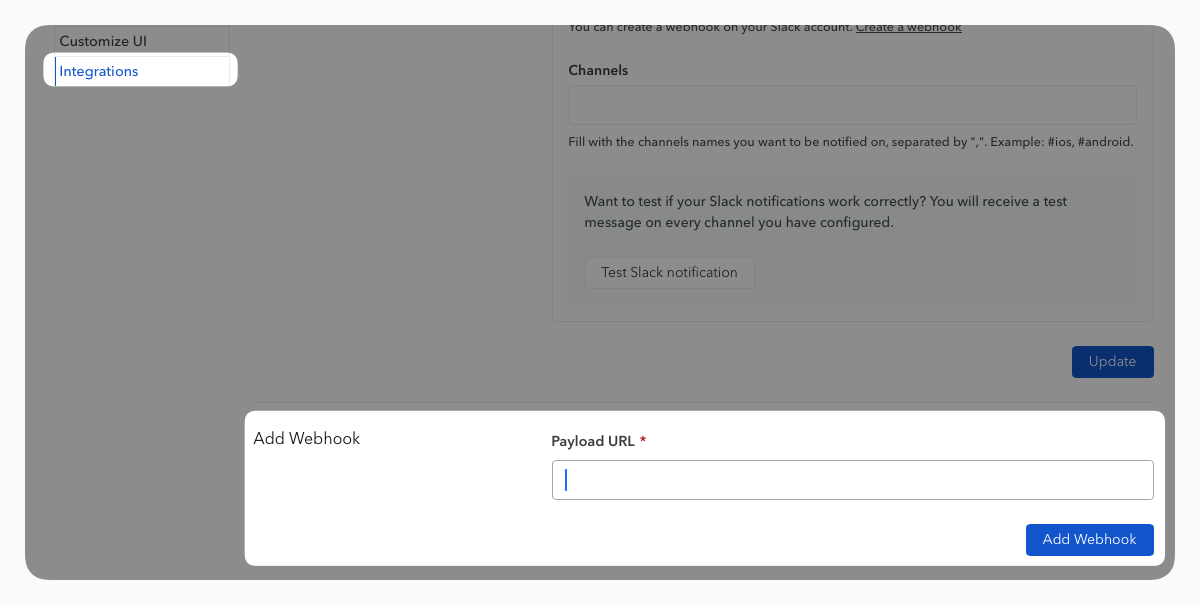 Customize UI
Integrations
You can create a webhook on your Slack account. Create a webhook
Channels
Fill with the channels names you want to be notified on, separated by ",". Example: #ios, #android.
Want to test if your Slack notifications work correctly? You will receive a test
message on every channel you have configured.
Test Slack notification
Update
Add Webhook
Payload URL *
Add Webhook